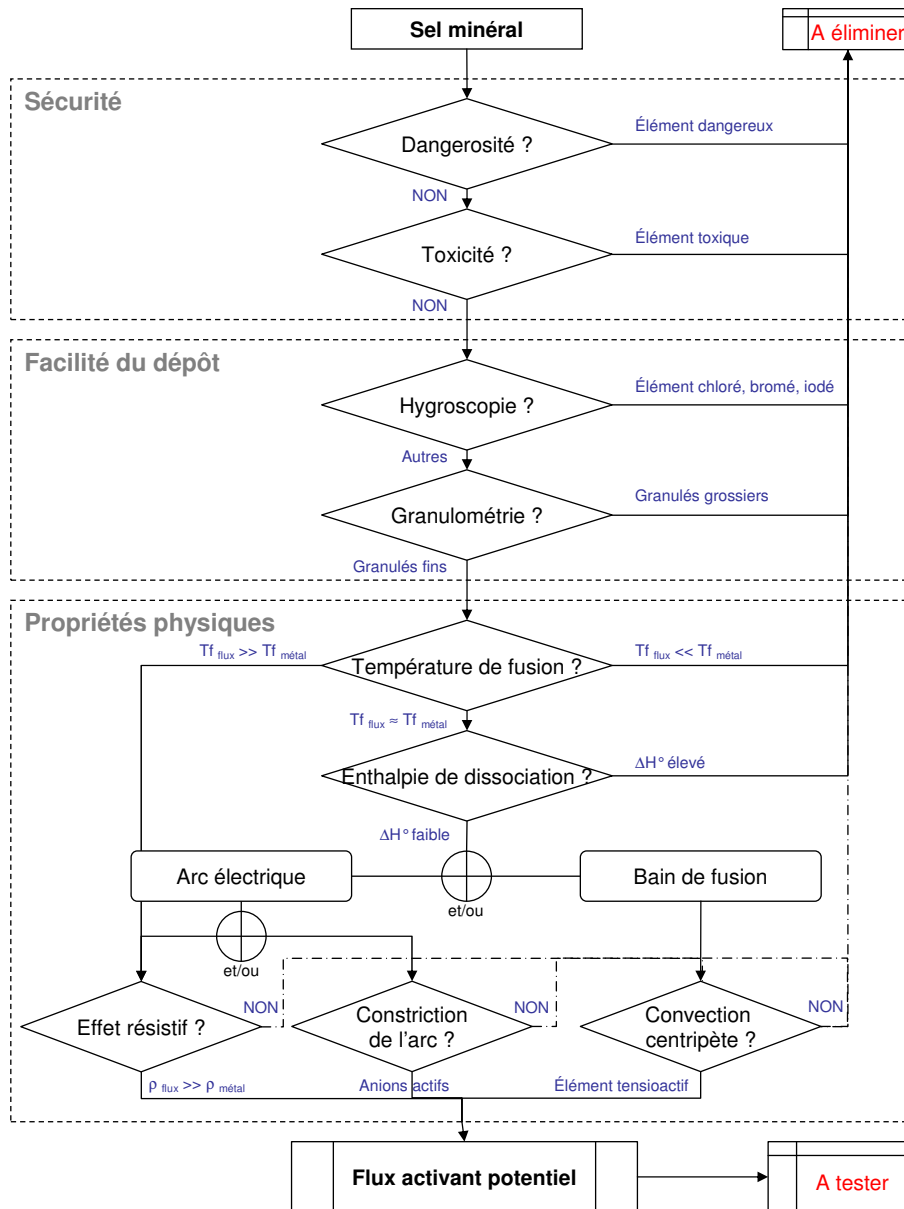 Sel minéral
A éliminer
Sécurité
Dangerosité ?
Élément dangereux
NON
Toxicité ?
Élément toxique
NON
Facilité du dépôt
Hygroscopie ?
Élément chloré, bromé, iodé
Autres
Granulométrie ?
Granulés grossiers
Granulés fins
Propriétés physiques
Tf flux >> Tf métal
Température de fusion ?
Tf flux << Tf métal
Tf flux ≈ Tf métal
Enthalpie de dissociation ?
ΔH° élevé
ΔH° faible
Arc électrique
et/ou
Bain de fusion
et/ou
Effet résistif ?
NON
Constriction
de l'arc ?
NON
Convection
centripète ?
NON
ρ flux >> ρ métal
Anions actifs
Élément tensioactif
Flux activant potentiel
A tester